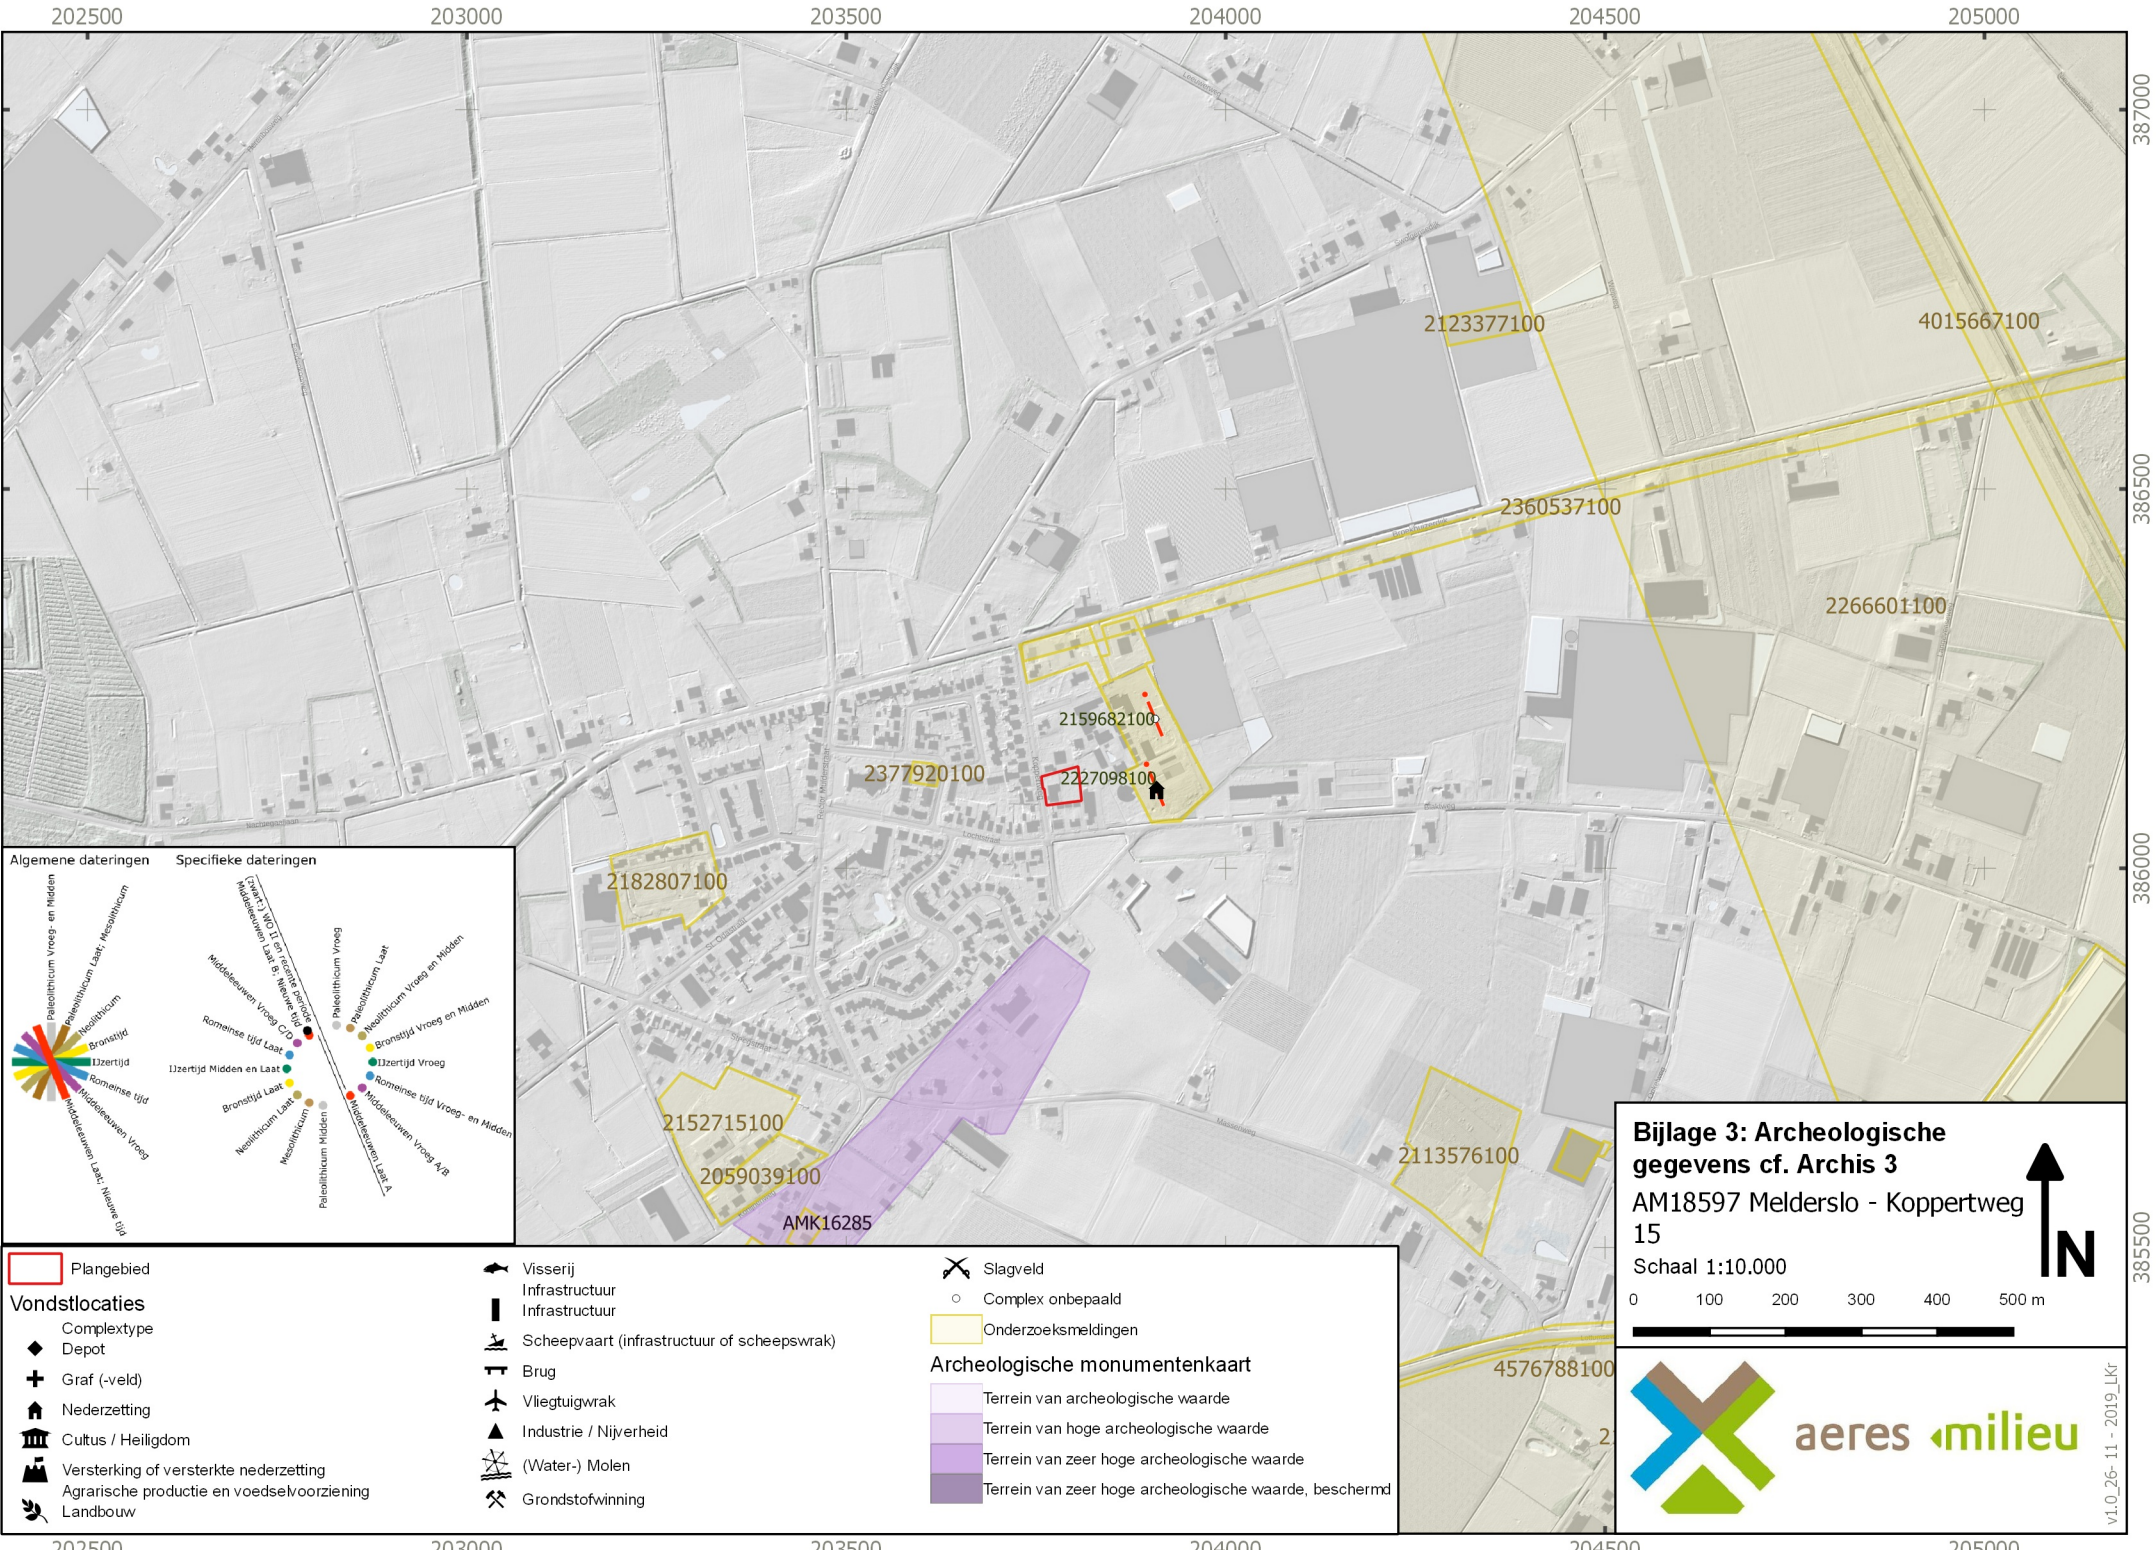 202500 203000 203500 204000 204500 205000
387000
386500
386000
385500
2123377100
4015667100
2360537100
2266601100
2159682100
2227098100
2377920100
2182807100
2152715100
2059039100
AMK16285
2113576100
4576788100
Broekhuizerdijk
Lochtstraat
Algemene dateringen
Paleolithicum Vroeg- en Midden
Paleolithicum Laat; Mesolithicum
Neolithicum
Bronstijd
IJzertijd
Romeinse tijd
Middeleeuwen Vroeg
Middeleeuwen Laat; Nieuwe tijd
Specifieke dateringen
(zwart:) WO II en recente periode
Middeleeuwen Laat B; Nieuwe tijd
Middeleeuwen Vroeg C/D
Romeinse tijd Laat
IJzertijd Midden en Laat
Bronstijd Laat
Neolithicum Laat
Mesolithicum
Paleolithicum Midden
Paleolithicum Vroeg
Paleolithicum Laat
Neolithicum Vroeg en Midden
Bronstijd Vroeg en Midden
IJzertijd Vroeg
Romeinse tijd Vroeg- en Midden
Middeleeuwen Vroeg A/B
Middeleeuwen Laat A
Plangebied
Vondstlocaties
Complextype
Depot
Graf (-veld)
Nederzetting
Cultus / Heiligdom
Versterking of versterkte nederzetting
Agrarische productie en voedselvoorziening
Landbouw
Visserij
Infrastructuur
Infrastructuur
Scheepvaart (infrastructuur of scheepswrak)
Brug
Vliegtuigwrak
Industrie / Nijverheid
(Water-) Molen
Grondstofwinning
Slagveld
Complex onbepaald
Onderzoeksmeldingen
Archeologische monumentenkaart
Terrein van archeologische waarde
Terrein van hoge archeologische waarde
Terrein van zeer hoge archeologische waarde
Terrein van zeer hoge archeologische waarde, beschermd
Bijlage 3: Archeologische
gegevens cf. Archis 3
AM18597 Melderslo - Koppertweg
15
Schaal 1:10.000
N
0 100 200 300 400 500 m
aeres milieu
v1.0_26- 11 - 2019_LKr
202500 203000 203500 204000 204500 205000